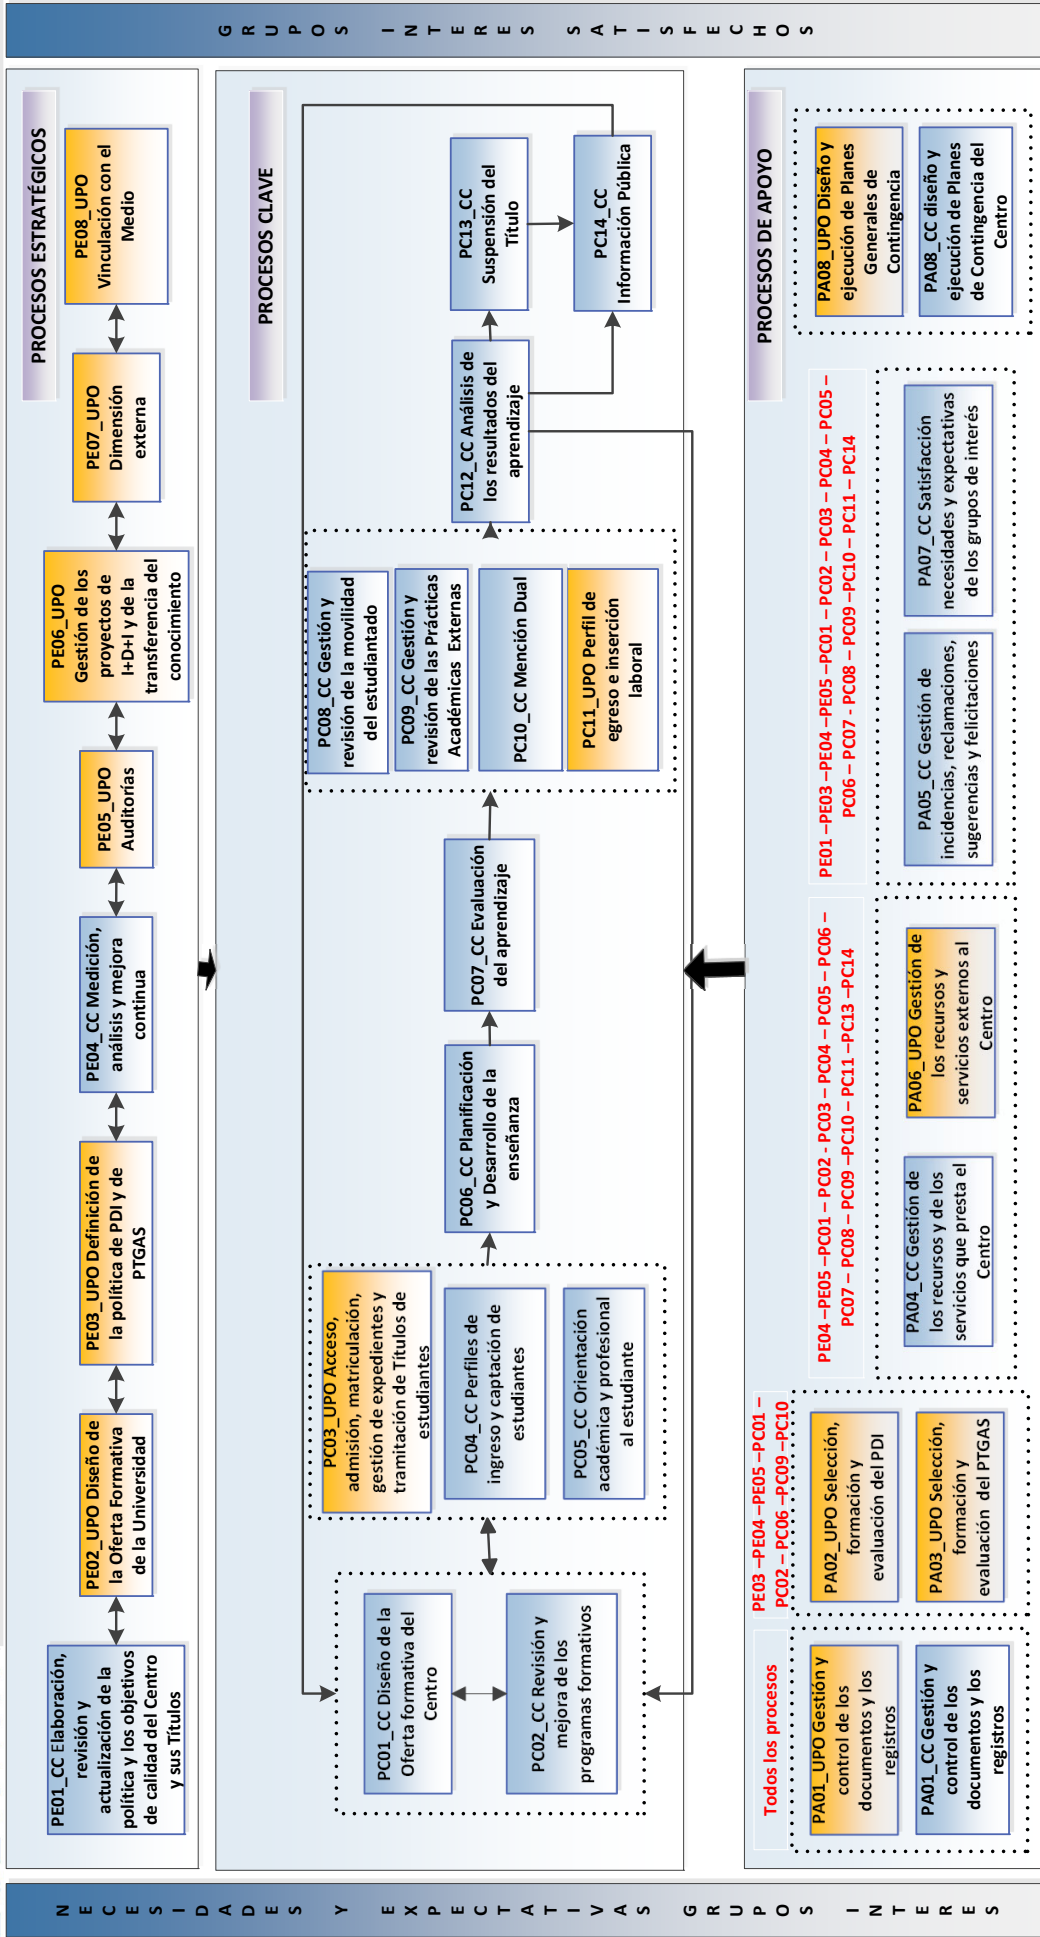 NECESIDADES Y EXPECTATIVAS GRUPOS INTERES
PROCESOS ESTRATÉGICOS
PE01_CC Elaboración,
revisión y
actualización de la
política y los objetivos
de calidad del Centro
y sus Títulos
PE02_UPO Diseño de
la Oferta Formativa
de la Universidad
PE03_UPO Definición de
la política de PDI y de
PTGAS
PE04_CC Medición,
análisis y mejora
continua
PE05_UPO
Auditorías
PE06_UPO
Gestión de los
proyectos de
I+D+I y de la
transferencia del
conocimiento
PE07_UPO
Dimensión
externa
PE08_UPO
Vinculación con el
Medio
PROCESOS CLAVE
PC01_CC Diseño de la
Oferta formativa del
Centro
PC02_CC Revisión y
mejora de los
programas formativos
PC03_UPO Acceso,
admisión, matriculación,
gestión de expedientes y
tramitación de Títulos de
estudiantes
PC04_CC Perfiles de
ingreso y captación de
estudiantes
PC05_CC Orientación
académica y profesional
al estudiante
PC06_CC Planificación
y Desarrollo de la
enseñanza
PC07_CC Evaluación
del aprendizaje
PC08_CC Gestión y
revisión de la movilidad
del estudiantado
PC09_CC Gestión y
revisión de las Prácticas
Académicas Externas
PC10_CC Mención Dual
PC11_UPO Perfil de
egreso e inserción
laboral
PC12_CC Análisis de
los resultados del
aprendizaje
PC13_CC
Suspensión del
Título
PC14_CC
Información Pública
PROCESOS DE APOYO
Todos los procesos
PA01_UPO Gestión y
control de los
documentos y los
registros
PA01_CC Gestión y
control de los
documentos y los
registros
PE03 –PE04 –PE05 –PC01 –
PC02 – PC06 –PC09 –PC10
PA02_UPO Selección,
formación y
evaluación del PDI
PA03_UPO Selección,
formación y
evaluación del PTGAS
PE04 –PE05 –PC01 – PC02 - PC03 – PC04 – PC05 – PC06 –
PC07 – PC08 – PC09 –PC10 – PC11 –PC13 –PC14
PA04_CC Gestión de
los recursos y de los
servicios que presta el
Centro
PA06_UPO Gestión de
los recursos y
servicios externos al
Centro
PE01 –PE03 –PE04 –PE05 –PC01 – PC02 – PC03 – PC04 – PC05 –
PC06 – PC07 - PC08 – PC09 –PC10 – PC11 – PC14
PA05_CC Gestión de
incidencias, reclamaciones,
sugerencias y felicitaciones
PA07_CC Satisfacción
necesidades y expectativas
de los grupos de interés
PA08_UPO Diseño y
ejecución de Planes
Generales de
Contingencia
PA08_CC diseño y
ejecución de Planes
de Contingencia del
Centro
GRUPOS INTERES SATISFECHOS